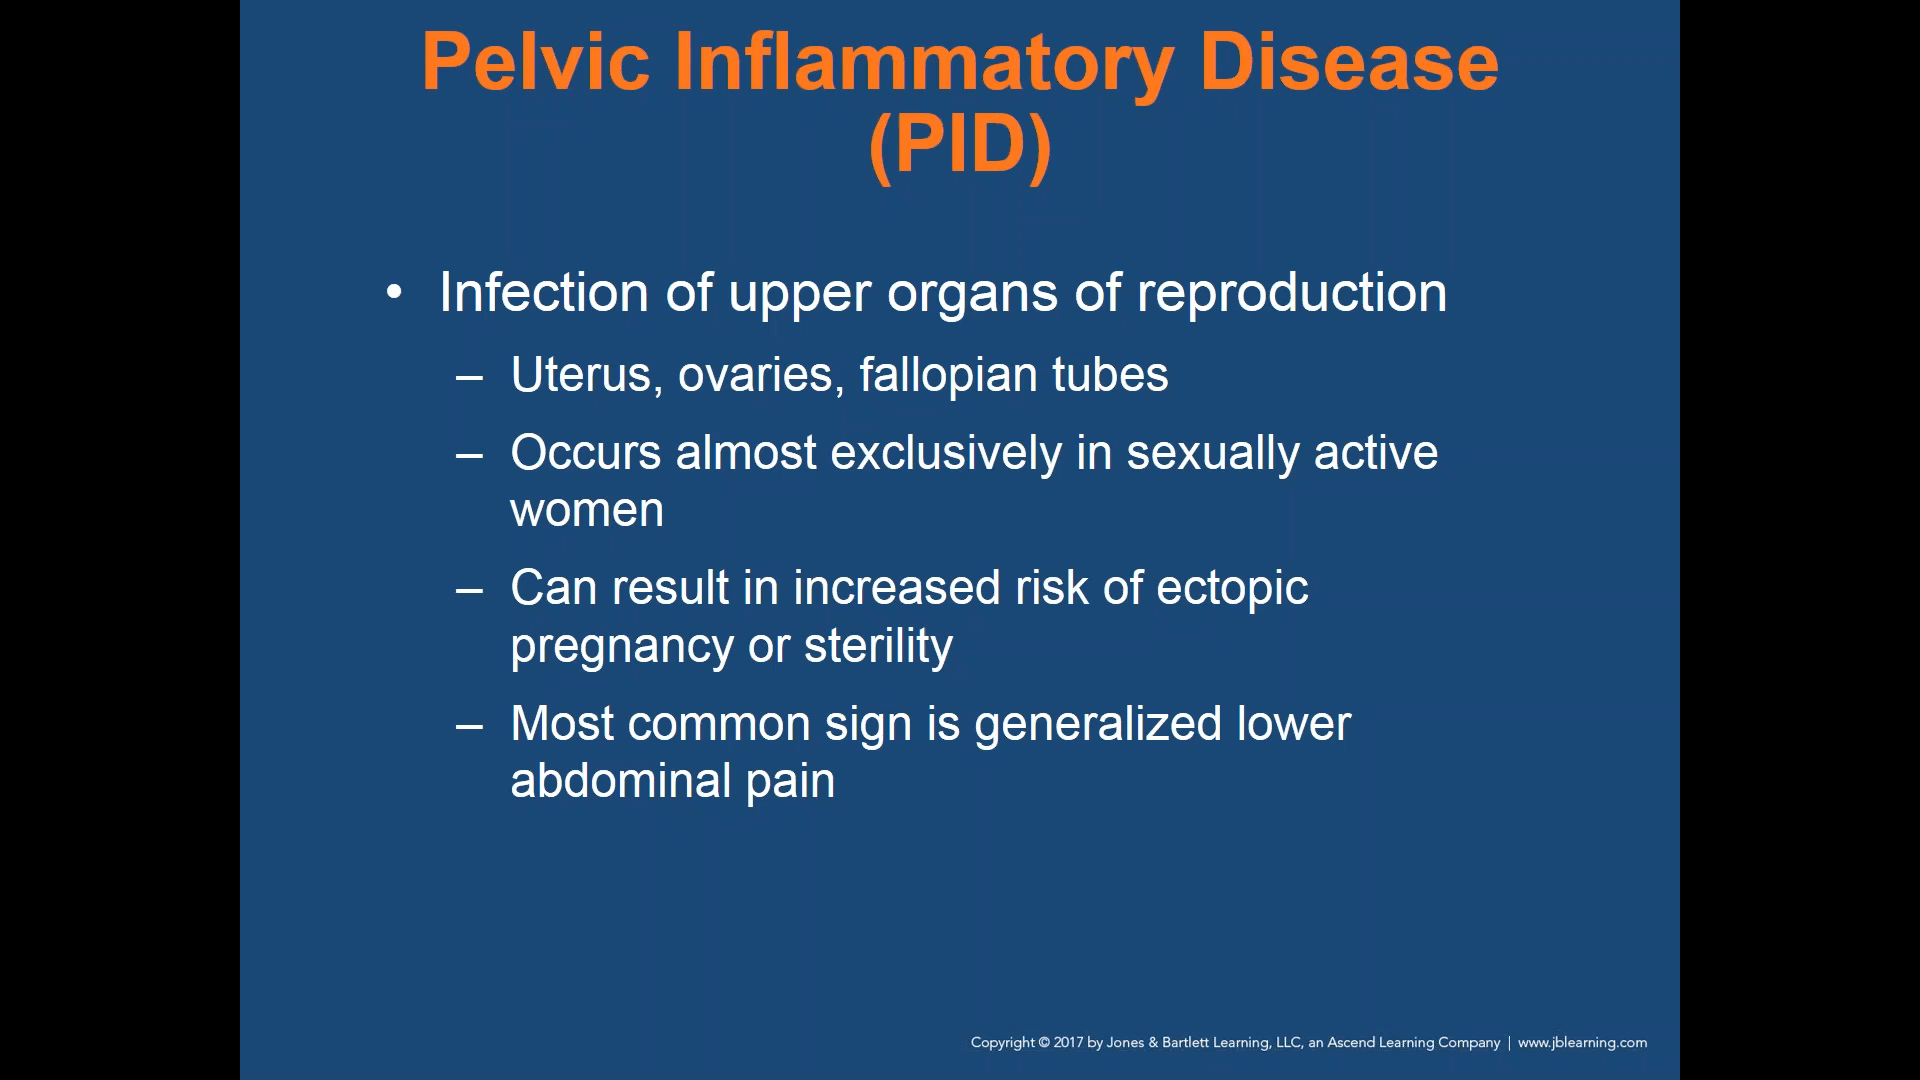 Pelvic Inflammatory Disease
(PID)
• Infection of upper organs of reproduction
– Uterus, ovaries, fallopian tubes
– Occurs almost exclusively in sexually active
women
– Can result in increased risk of ectopic
pregnancy or sterility
– Most common sign is generalized lower
abdominal pain
Copyright © 2017 by Jones & Bartlett Learning, LLC, an Ascend Learning Company | www.jblearning.com